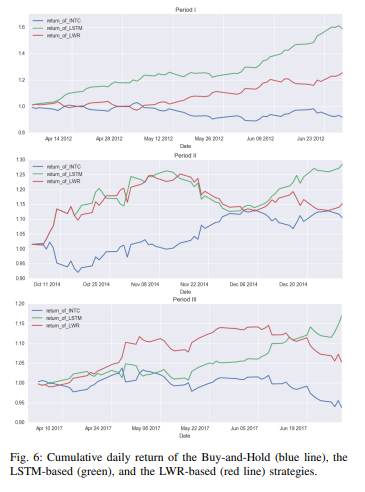 Period I
return_of_INTC
return_of_LSTM
return_of_LWR
1.6
1.4
1.2
1.0
0.8
Apr 14 2012 Apr 28 2012 May 12 2012 May 26 2012 Jun 09 2012 Jun 23 2012
Date
Period II
return_of_INTC
return_of_LSTM
return_of_LWR
1.30
1.25
1.20
1.15
1.10
1.05
1.00
0.95
0.90
Oct 11 2014 Oct 25 2014 Nov 08 2014 Nov 22 2014 Dec 06 2014 Dec 20 2014
Date
Period III
return_of_INTC
return_of_LSTM
return_of_LWR
1.20
1.15
1.10
1.05
1.00
0.95
0.90
Apr 10 2017 Apr 24 2017 May 08 2017 May 22 2017 Jun 05 2017 Jun 19 2017
Date
Fig. 6: Cumulative daily return of the Buy-and-Hold (blue line), the
LSTM-based (green), and the LWR-based (red line) strategies.